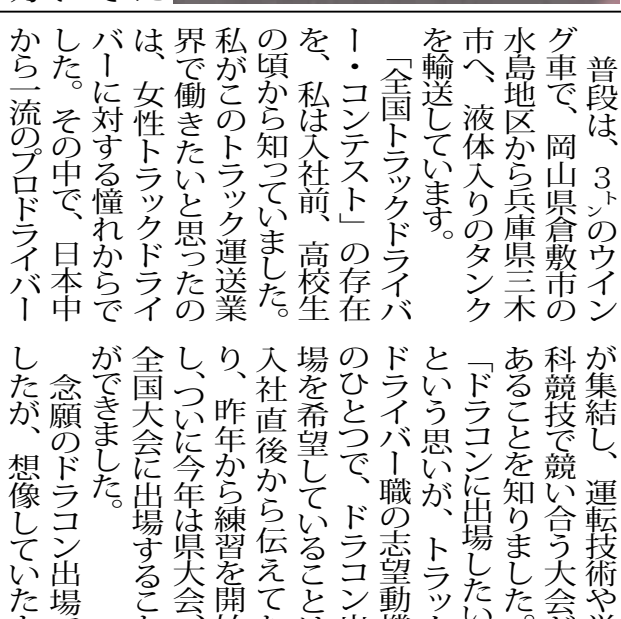 普段は、3㌧のウイン
グ車で、岡山県倉敷市の
水島地区から兵庫県三木
市へ、液体入りのタンク
を輸送しています。
「全国トラックドライバ
ー・コンテスト」の存在
を、私は入社前、高校生
の頃から知っていました。
私がこのトラック運送業
界で働きたいと思ったの
は、女性トラックドライ
バーに対する憧れからで
した。その中で、日本中
から一流のプロドライバー
が集結し、運転技術や
科競技で競い合う大会が
あることを知りました。
「ドラコンに出場したい
という思いが、トラック
ドライバー職の志望動機
のひとつで、ドラコン出
場を希望していることは
入社直後から伝えて
り、昨年から練習を開始
し、ついに今年は県大会、
全国大会に出場すること
ができました。
念願のドラコン出場
したが、想像していた